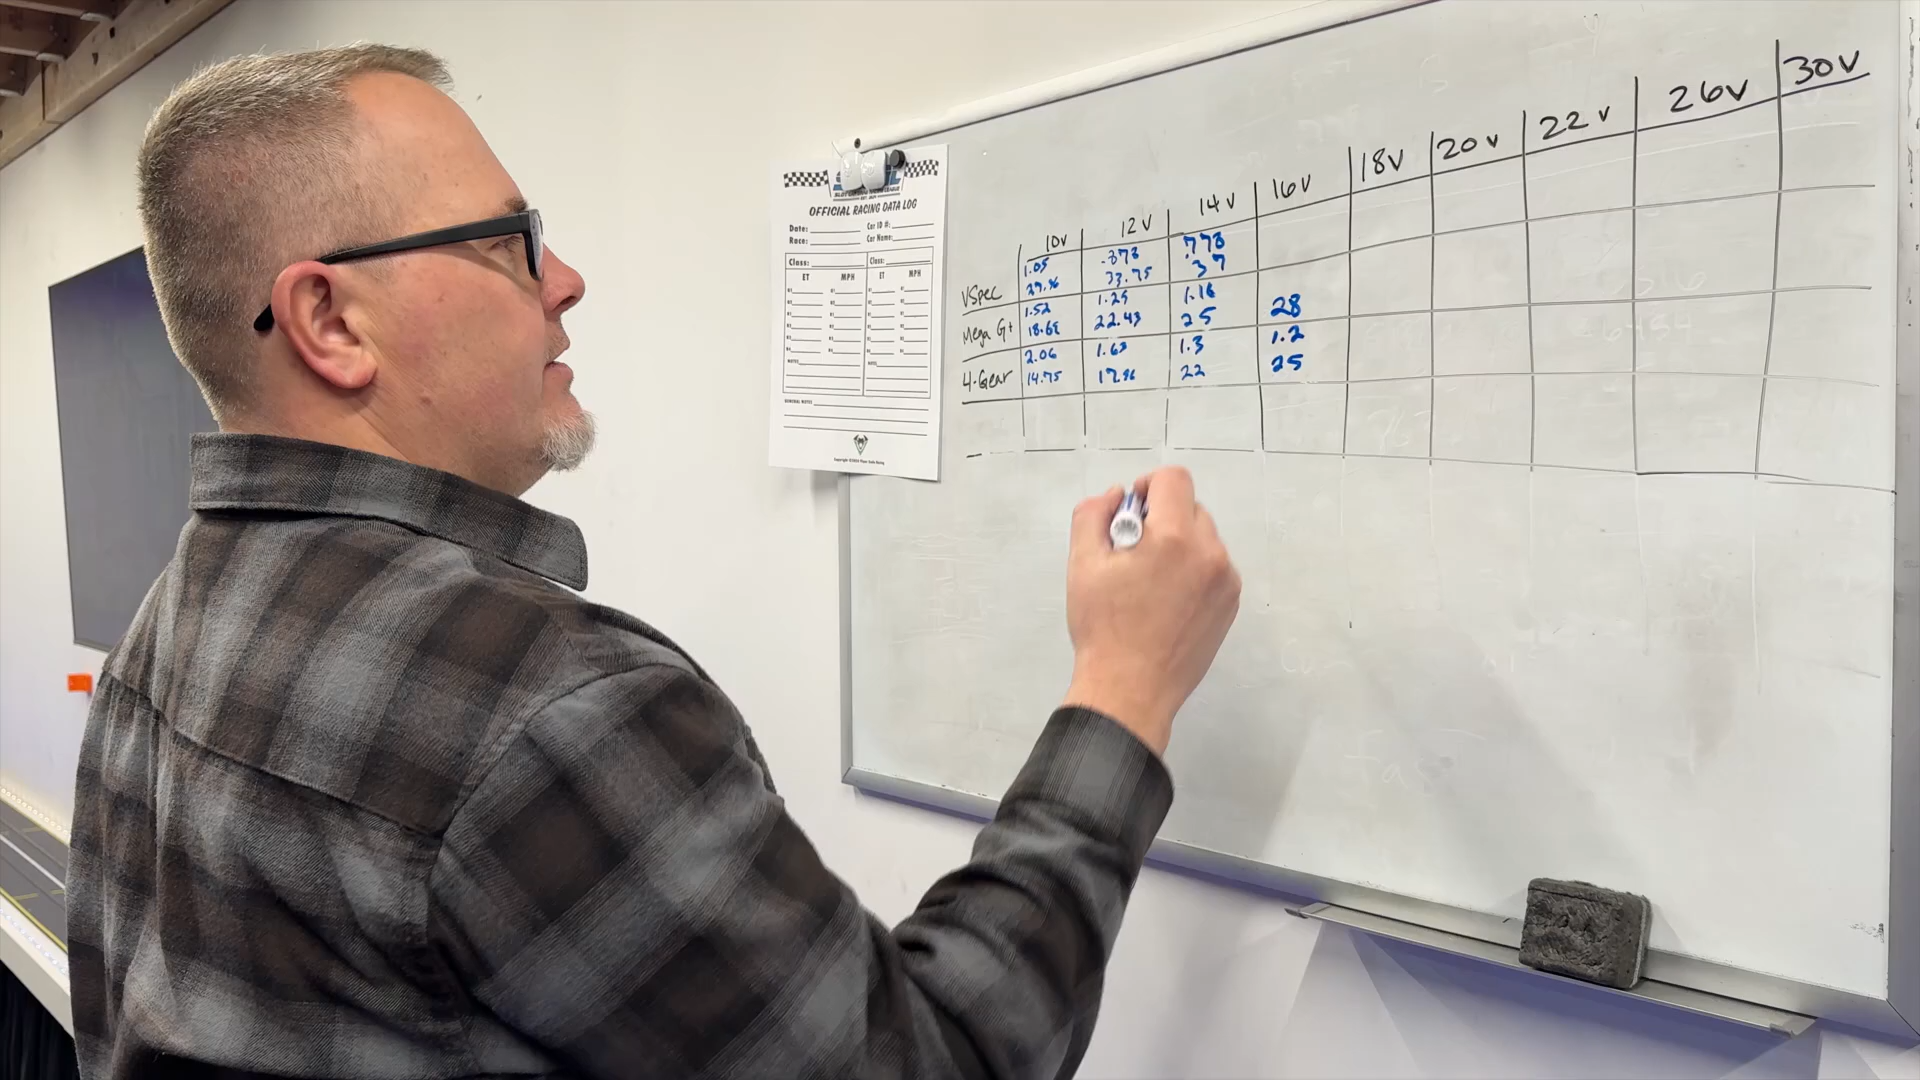 OFFICIAL RACING DATA LOG
Date: Car ID #:
Race: Car Name:
Class: Class:
ET MPH ET MPH
NOTES:
GENERAL NOTES
10V 12V 14V 16V 18V 20V 22V 26V 30V
1.05 .873 .778
VSpec 33.75 37
1.52 1.25 1.16 28
Mega G+ 18.68 22.43 25
2.06 1.63 1.3 1.2
4-Gear 14.75 17.86 22 25